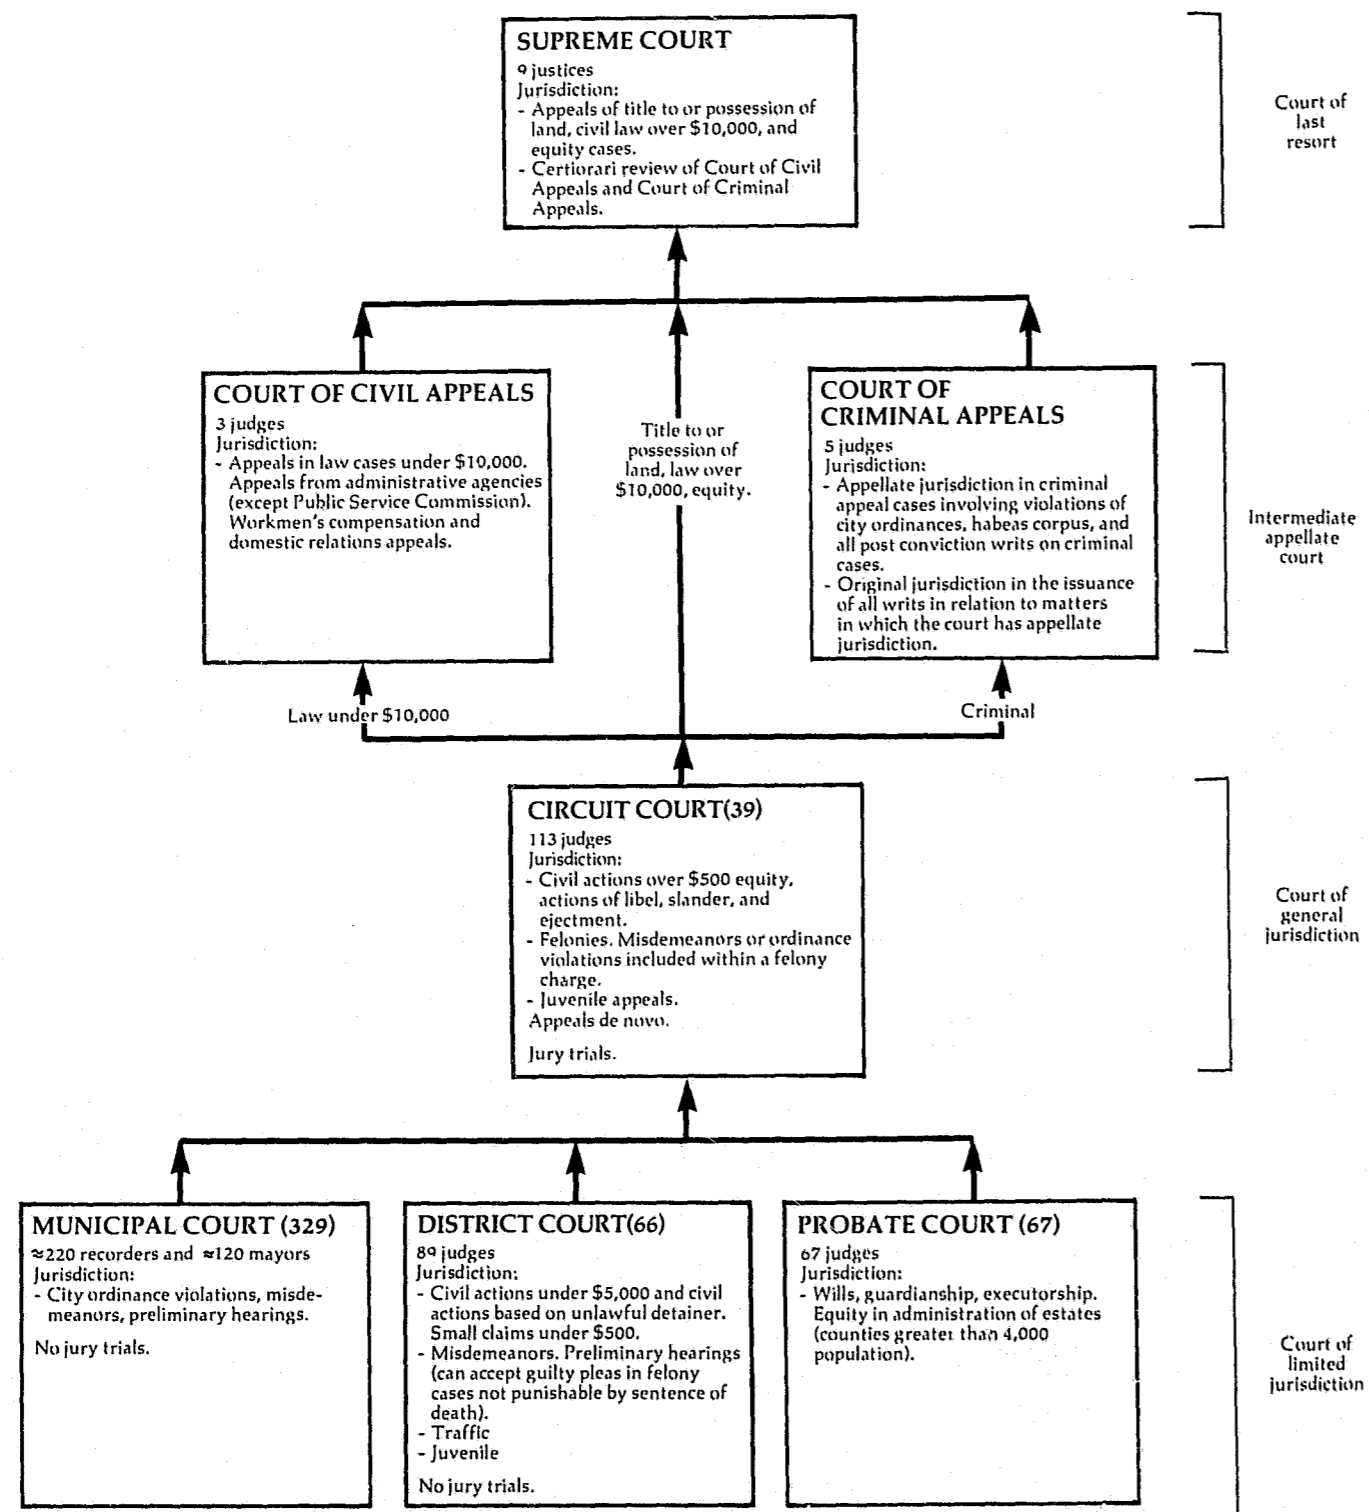 SUPREME COURT
9 justices
Jurisdiction:
- Appeals of title to or possession of
land, civil law over $10,000, and
equity cases.
- Certiorari review of Court of Civil
Appeals and Court of Criminal
Appeals.
Court of
last
resort
COURT OF CIVIL APPEALS
3 judges
Jurisdiction:
- Appeals in law cases under $10,000.
Appeals from administrative agencies
(except Public Service Commission).
Workmen's compensation and
domestic relations appeals.
Title to or
possession of
land, law over
$10,000, equity.
COURT OF
CRIMINAL APPEALS
5 judges
Jurisdiction:
- Appellate jurisdiction in criminal
appeal cases involving violations of
city ordinances, habeas corpus, and
all post conviction writs on criminal
cases.
- Original jurisdiction in the issuance
of all writs in relation to matters
in which the court has appellate
jurisdiction.
Intermediate
appellate
court
Law under $10,000
Criminal
CIRCUIT COURT(39)
113 judges
Jurisdiction:
- Civil actions over $500 equity,
actions of libel, slander, and
ejectment.
- Felonies. Misdemeanors or ordinance
violations included within a felony
charge.
- Juvenile appeals.
Appeals de novo.
Jury trials.
Court of
general
jurisdiction
MUNICIPAL COURT (329)
≈220 recorders and ≈120 mayors
Jurisdiction:
- City ordinance violations, misde-
meanors, preliminary hearings.
No jury trials.
DISTRICT COURT(66)
89 judges
Jurisdiction:
- Civil actions under $5,000 and civil
actions based on unlawful detainer.
Small claims under $500.
- Misdemeanors. Preliminary hearings
(can accept guilty pleas in felony
cases not punishable by sentence of
death).
- Traffic
- Juvenile
No jury trials.
PROBATE COURT (67)
67 judges
Jurisdiction:
- Wills, guardianship, executorship.
Equity in administration of estates
(counties greater than 4,000
population).
Court of
limited
jurisdiction